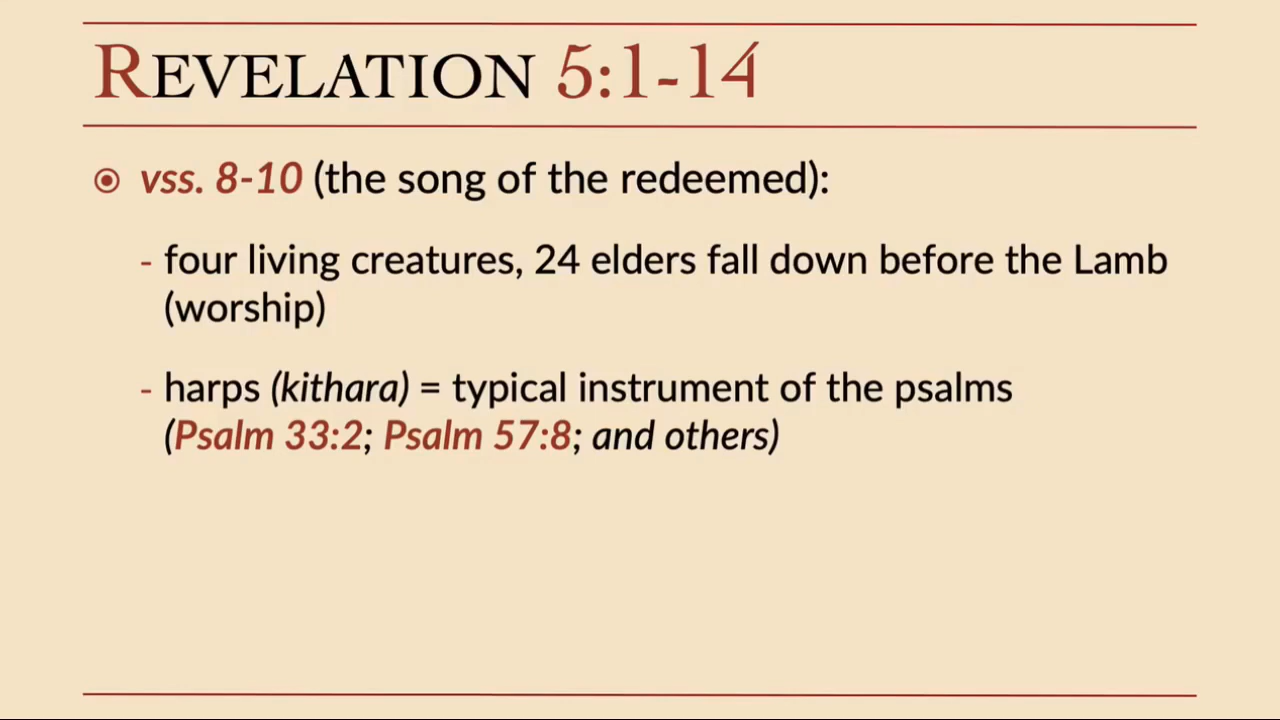 REVELATION 5:1-14
vss. 8-10 (the song of the redeemed):
- four living creatures, 24 elders fall down before the Lamb
(worship)
- harps (kithara) = typical instrument of the psalms
(Psalm 33:2; Psalm 57:8; and others)